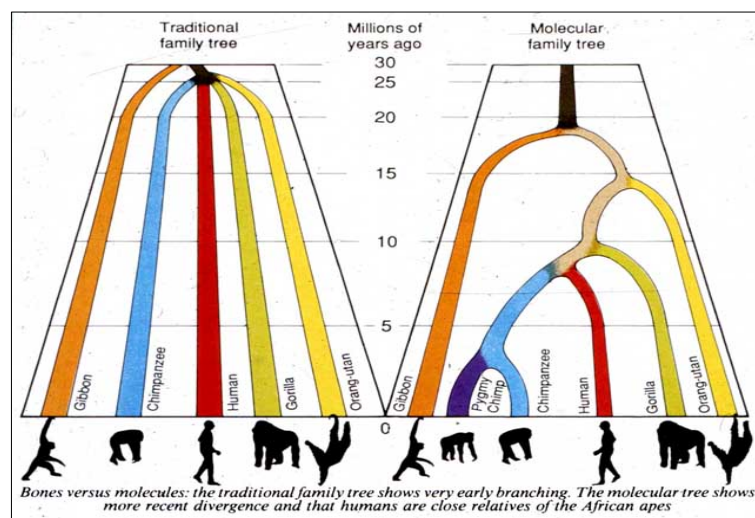 Traditional
family tree
Millions of
years ago
Molecular
family tree
30
25
20
15
10
5
0
Gibbon
Chimpanzee
Human
Gorilla
Orang-utan
Gibbon
Pygmy
Chimp
Chimpanzee
Human
Gorilla
Orang-utan
Bones versus molecules: the traditional family tree shows very early branching. The molecular tree shows
more recent divergence and that humans are close relatives of the African apes